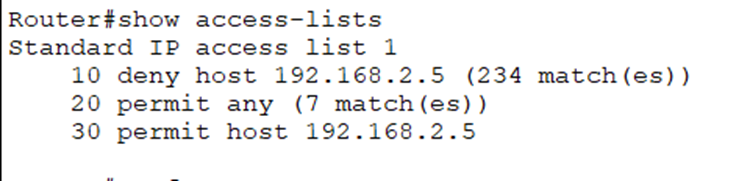 Router#show access-lists
Standard IP access list 1
10 deny host 192.168.2.5 (234 match(es))
20 permit any (7 match(es))
30 permit host 192.168.2.5